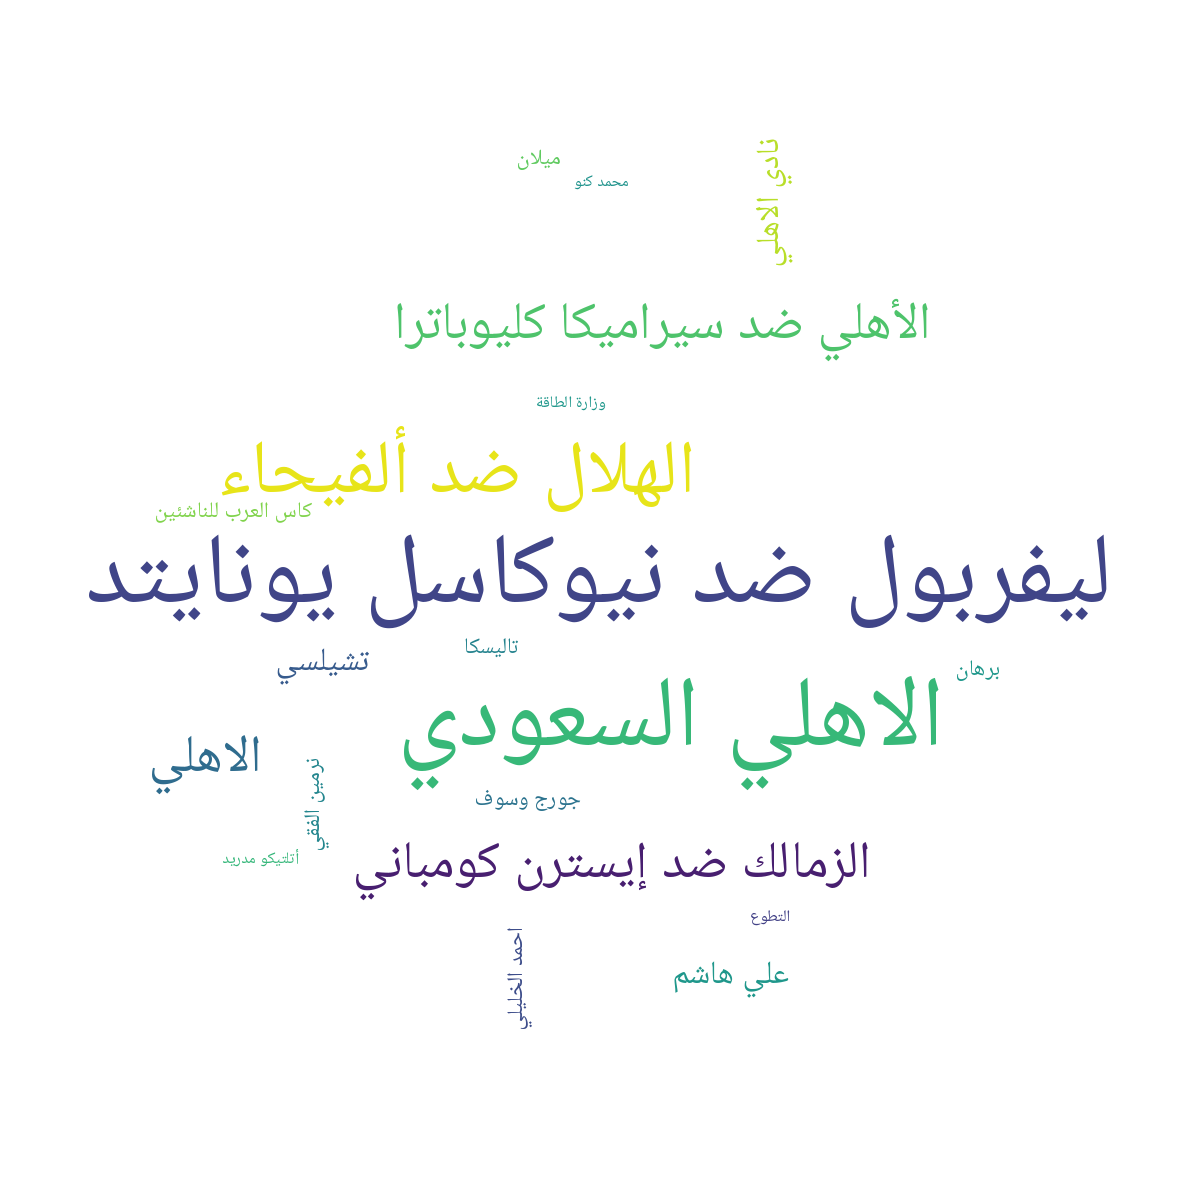 ميلان
محمد كنو
نادي الاهلي
الأهلي ضد سيراميكا كليوباترا
وزارة الطاقة
الهلال ضد ألفيحاء
كاس العرب للناشئين
ليفربول ضد نيوكاسل يونايتد
تاليسكا
تشيلسي
برهان
الاهلي السعودي
الاهلي
نرمين الفقي
جورج وسوف
أتلتيكو مدريد
الزمالك ضد إيسترن كومباني
التطوع
احمد الخليلي
علي هاشم